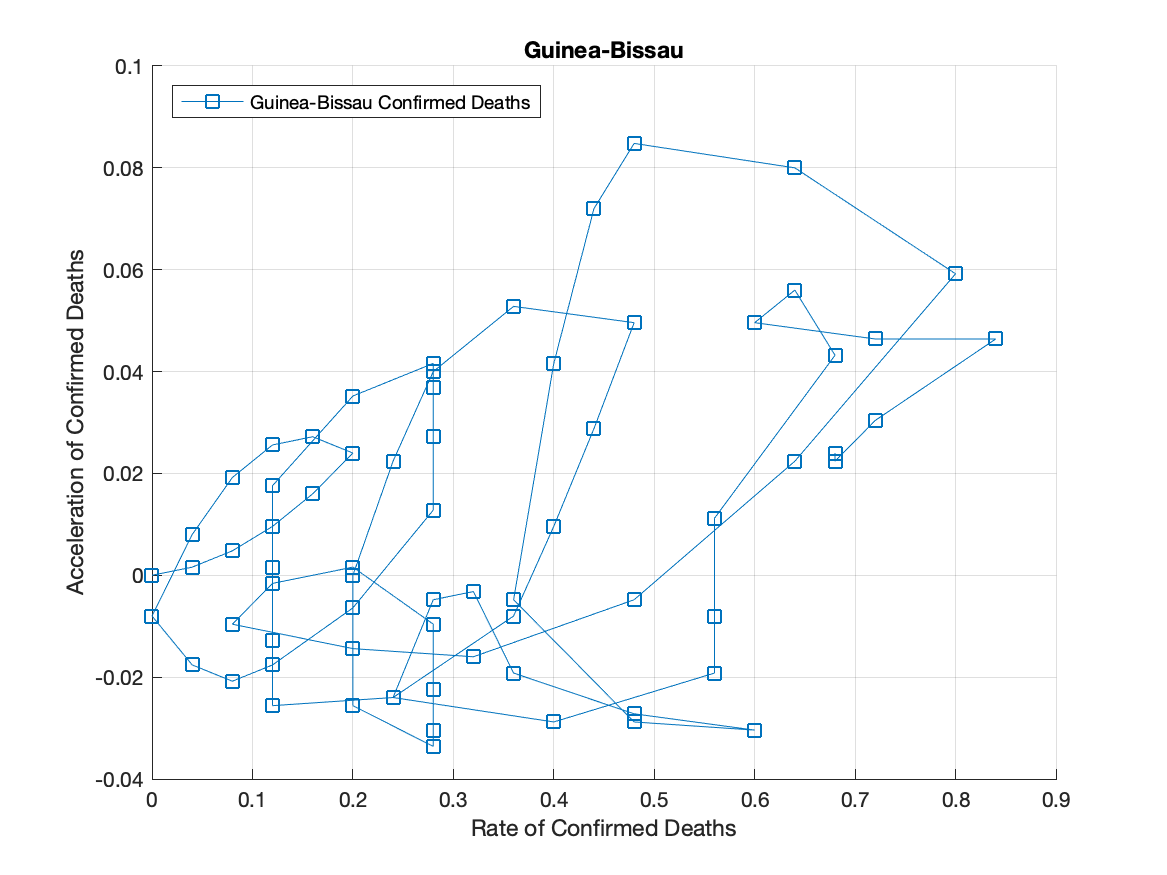 Guinea-Bissau
Guinea-Bissau Confirmed Deaths
0.1
0.08
0.06
0.04
0.02
0
-0.02
-0.04
Acceleration of Confirmed Deaths
0 0.1 0.2 0.3 0.4 0.5 0.6 0.7 0.8 0.9
Rate of Confirmed Deaths